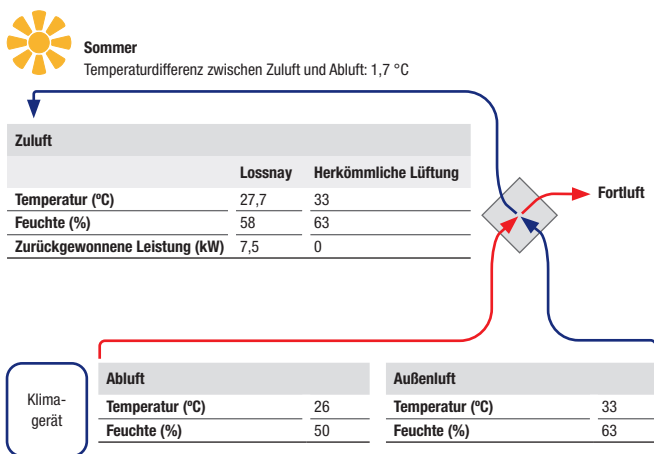 Sommer
Temperaturdifferenz zwischen Zuluft und Abluft: 1,7 °C
Zuluft
Lossnay Herkömmliche Lüftung
Temperatur (ºC) 27,7 33
Feuchte (%) 58 63
Zurückgewonnene Leistung (kW) 7,5 0
Fortluft
Klima-
gerät
Abluft
Temperatur (ºC) 26
Feuchte (%) 50
Außenluft
Temperatur (ºC) 33
Feuchte (%) 63